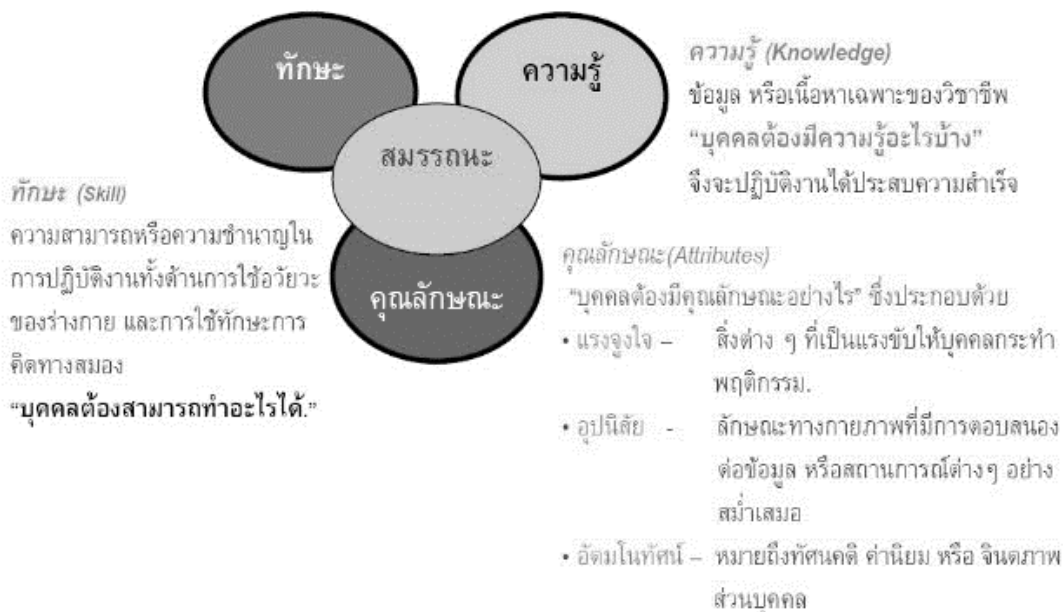 ทักษะ
ความรู้
สมรรถนะ
คุณลักษณะ
ความรู้ (Knowledge)
ข้อมูล หรือเนื้อหาเฉพาะของวิชาชีพ
“บุคคลต้องมีความรู้อะไรบ้าง”
จึงจะปฏิบัติงานได้ประสบความสำเร็จ
ทักษะ (Skill)
ความสามารถหรือความชำนาญใน
การปฏิบัติงานทั้งด้านการใช้อวัยวะ
ของร่างกาย และการใช้ทักษะการ
คิดทางสมอง
“บุคคลต้องสามารถทำอะไรได้.”
คุณลักษณะ(Attributes)
“บุคคลต้องมีคุณลักษณะอย่างไร” ซึ่งประกอบด้วย
• แรงจูงใจ – สิ่งต่าง ๆ ที่เป็นแรงขับให้บุคคลกระทำ
พฤติกรรม.
• อุปนิสัย - ลักษณะทางกายภาพที่มีการตอบสนอง
ต่อข้อมูล หรือสถานการณ์ต่างๆ อย่าง
สม่ำเสมอ
• อัตมโนทัศน์ – หมายถึงทัศนคติ ค่านิยม หรือ จินตภาพ
ส่วนบุคคล